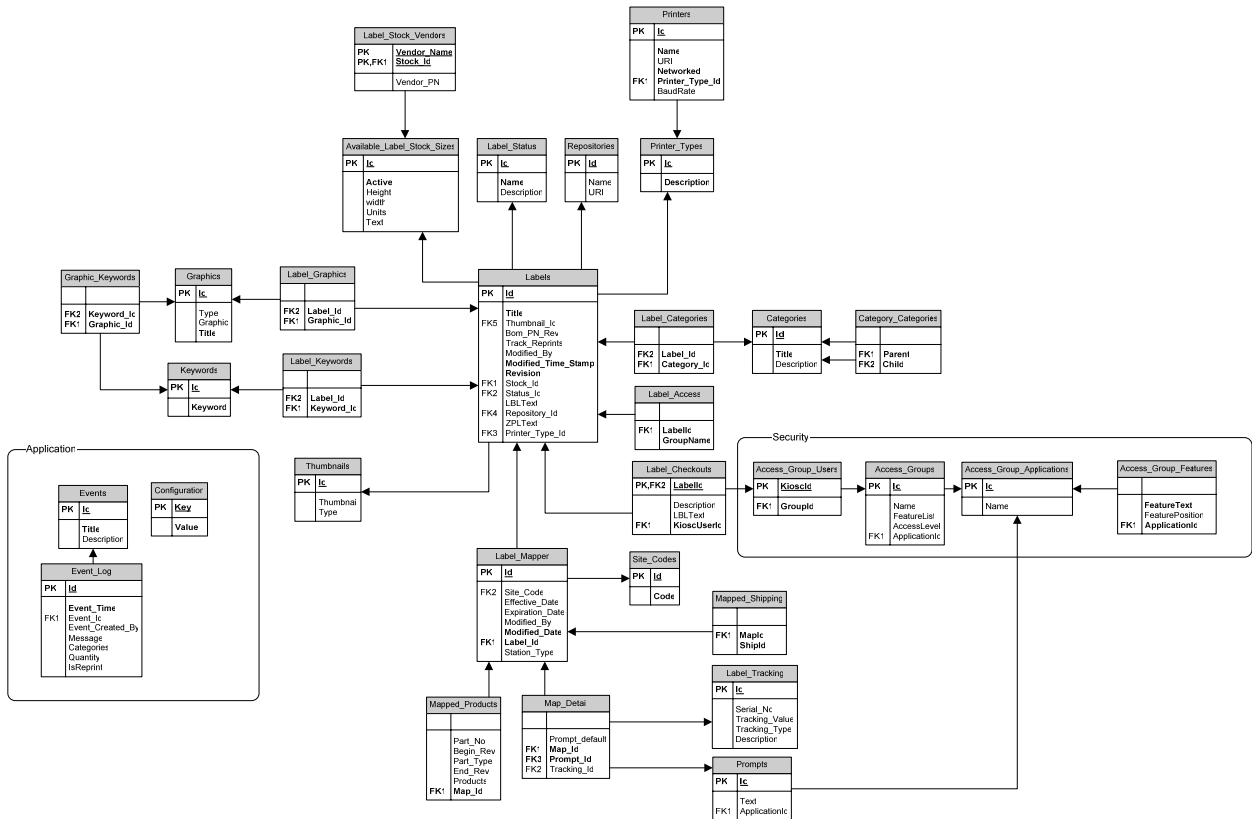 Printers
PK Id
Name
URI
Networked
FK1 Printer_Type_Id
BaudRate
Label_Stock_Vendors
PK Vendor_Name
PK,FK1 Stock_Id
Vendor_PN
Available_Label_Stock_Sizes
PK Id
Active
Height
width
Units
Text
Label_Status
PK Id
Name
Description
Repositories
PK Id
Name
URI
Printer_Types
PK Id
Description
Graphic_Keywords
FK2 Keyword_Id
FK1 Graphic_Id
Graphics
PK Id
Type
Graphic
Title
Label_Graphics
FK2 Label_Id
FK1 Graphic_Id
Keywords
PK Id
Keyword
Label_Keywords
FK2 Label_Id
FK1 Keyword_Id
Labels
PK Id
Title
FK5 Thumbnail_Id
Bom_PN_Rev
Track_Reprints
Modified_By
Modified_Time_Stamp
Revision
FK1 Stock_Id
FK2 Status_Id
LBLText
FK4 Repository_Id
ZPLText
FK3 Printer_Type_Id
Label_Categories
FK2 Label_Id
FK1 Category_Id
Categories
PK Id
Title
Description
Category_Categories
FK1 Parent
FK2 Child
Label_Access
FK1 LabelId
GroupName
Application
Events
PK Id
Title
Description
Configuration
PK Key
Value
Event_Log
PK Id
Event_Time
FK1 Event_Id
Event_Created_By
Message
Categories
Quantity
IsReprint
Thumbnails
PK Id
Thumbnail
Type
Label_Checkouts
PK,FK2 LabelId
Description
LBLText
FK1 KioscUserId
Security
Access_Group_Users
PK KioscId
FK1 GroupId
Access_Groups
PK Id
Name
FeatureList
AccessLevel
FK1 ApplicationId
Access_Group_Applications
PK Id
Name
Access_Group_Features
FeatureText
FeaturePosition
FK1 ApplicationId
Label_Mapper
PK Id
FK2 Site_Code
Effective_Date
Expiration_Date
Modified_By
Modified_Date
FK1 Label_Id
Station_Type
Site_Codes
PK Id
Code
Mapped_Shipping
FK1 MapId
ShipId
Mapped_Products
Part_No
Begin_Rev
Part_Type
End_Rev
Products
FK1 Map_Id
Map_Detail
Prompt_default
FK1 Map_Id
FK3 Prompt_Id
FK2 Tracking_Id
Label_Tracking
PK Id
Serial_No
Tracking_Value
Tracking_Type
Description
Prompts
PK Id
Text
FK1 ApplicationId